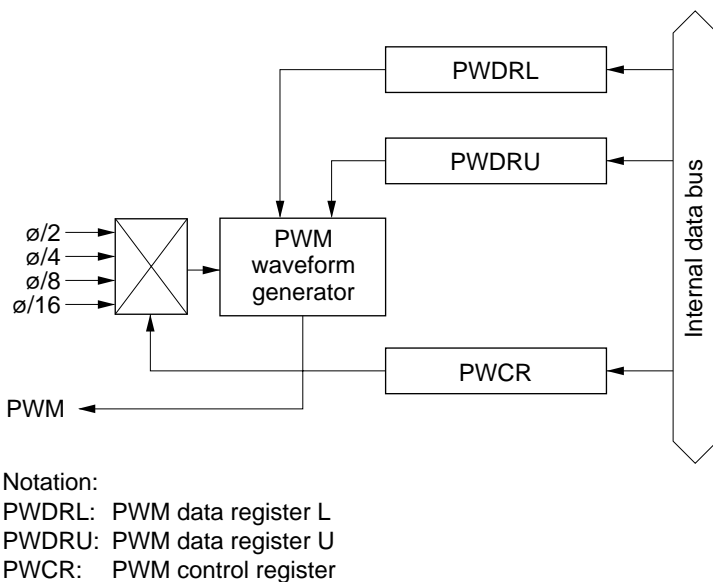 PWDRL
PWDRU
Internal data bus
ø/2
ø/4
ø/8
ø/16
PWM
waveform
generator
PWCR
PWM
Notation:
PWDRL: PWM data register L
PWDRU: PWM data register U
PWCR: PWM control register